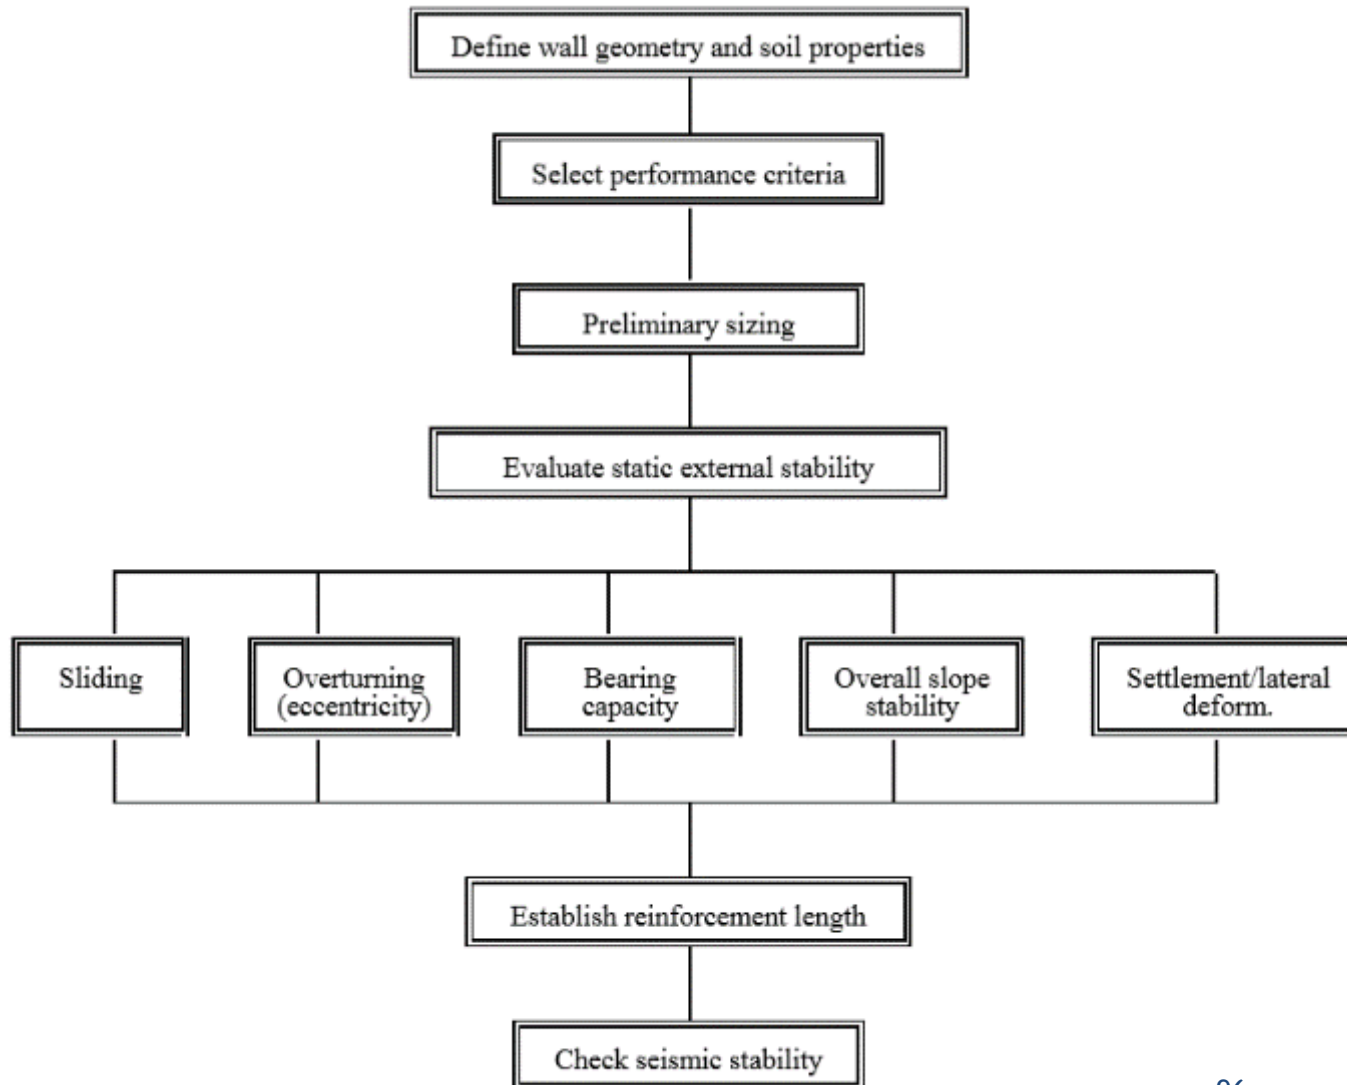 Define wall geometry and soil properties
Select performance criteria
Preliminary sizing
Evaluate static external stability
Sliding
Overturning
(eccentricity)
Bearing
capacity
Overall slope
stability
Settlement/lateral
deform.
Establish reinforcement length
Check seismic stability